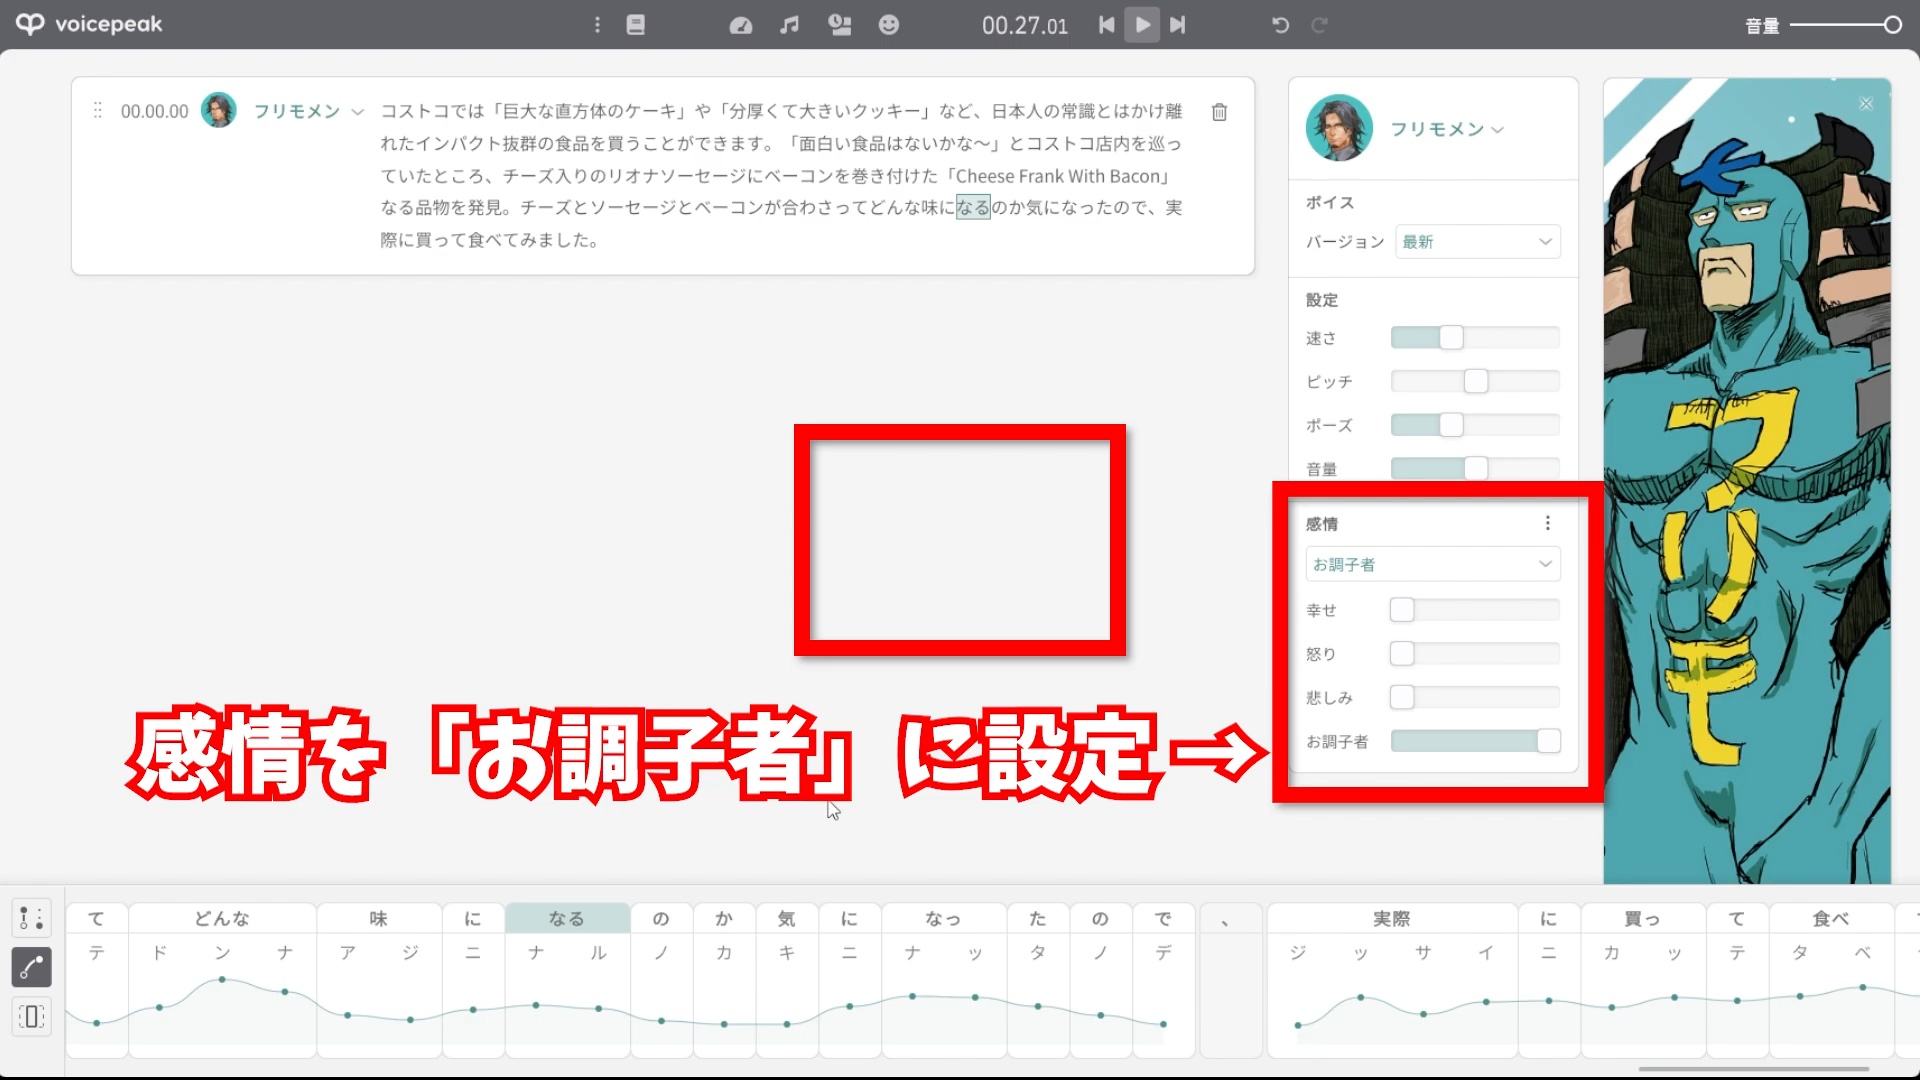 voicepeak
00.27.01
音量
00.00.00
フリモメン
コストコでは「巨大な直方体のケーキ」や「分厚くて大きいクッキー」など、日本人の常識とはかけ離
れたインパクト抜群の食品を買うことができます。「面白い食品はないかな〜」とコストコ店内を巡っ
ていたところ、チーズ入りのリオナソーセージにベーコンを巻き付けた「Cheese Frank With Bacon」
なる品物を発見。チーズとソーセージとベーコンが合わさってどんな味になるのか気になったので、実
際に買って食べてみました。
フリモメン
ボイス
バージョン 最新
設定
速さ
ピッチ
ポーズ
音量
感情
お調子者
幸せ
怒り
悲しみ
お調子者
フリモ
感情を「お調子者」に設定→
て どんな 味 に なる の か 気 に なっ た の で 、 実際 に 買っ て 食べ
テ ド ン ナ ア ジ ニ ナ ル ノ カ キ ニ ナ ッ タ ノ デ ジ ッ サ イ ニ カ ッ テ タ ベ